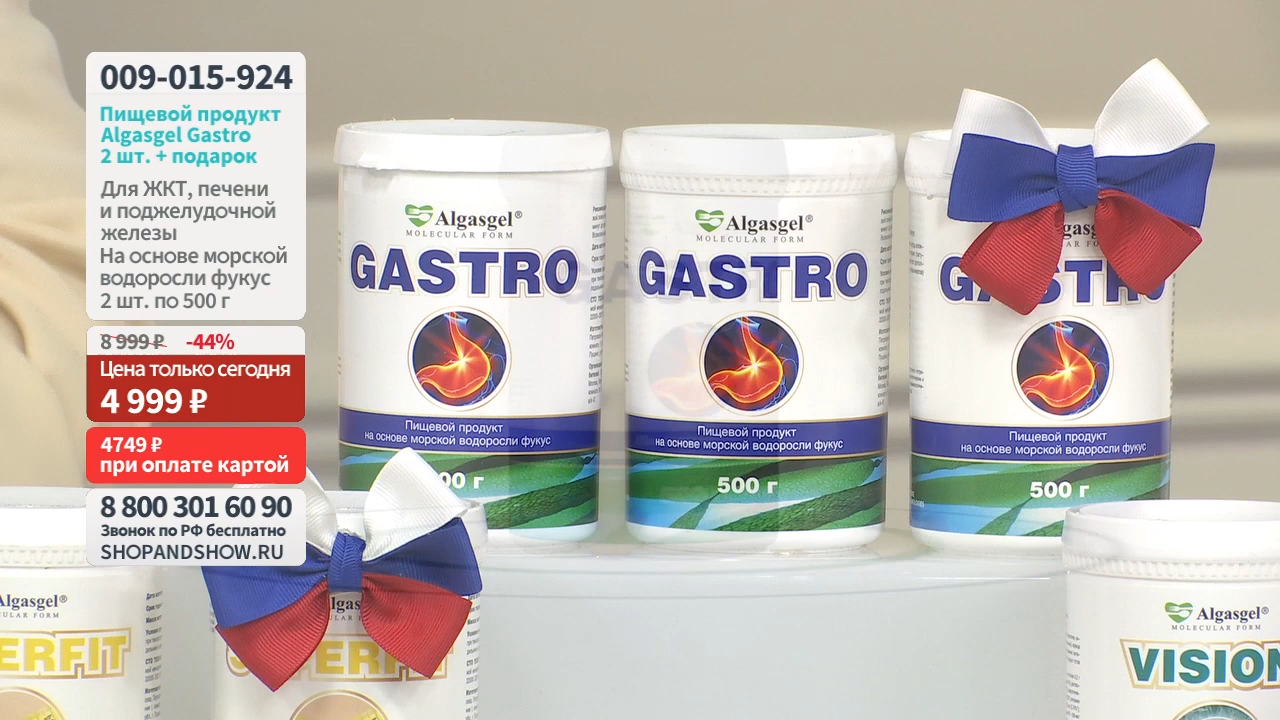 009-015-924
Пищевой продукт
Algasgel Gastro
2 шт. + подарок
Для ЖКТ, печени
и поджелудочной
железы
На основе морской
водоросли фукус
2 шт. по 500 г
8 999 ₽ -44%
Цена только сегодня
4 999 ₽
4749 ₽
при оплате картой
8 800 301 60 90
Звонок по РФ бесплатно
SHOPANDSHOW.RU
Algasgel®
MOLECULAR FORM
GASTRO
Пищевой продукт
на основе морской водоросли фукус
00 г
Algasgel®
MOLECULAR FORM
GASTRO
Пищевой продукт
на основе морской водоросли фукус
500 г
Пищевой продукт
на основе морской водоросли фукус
500 г
Algasgel®
MOLECULAR FORM
VISION